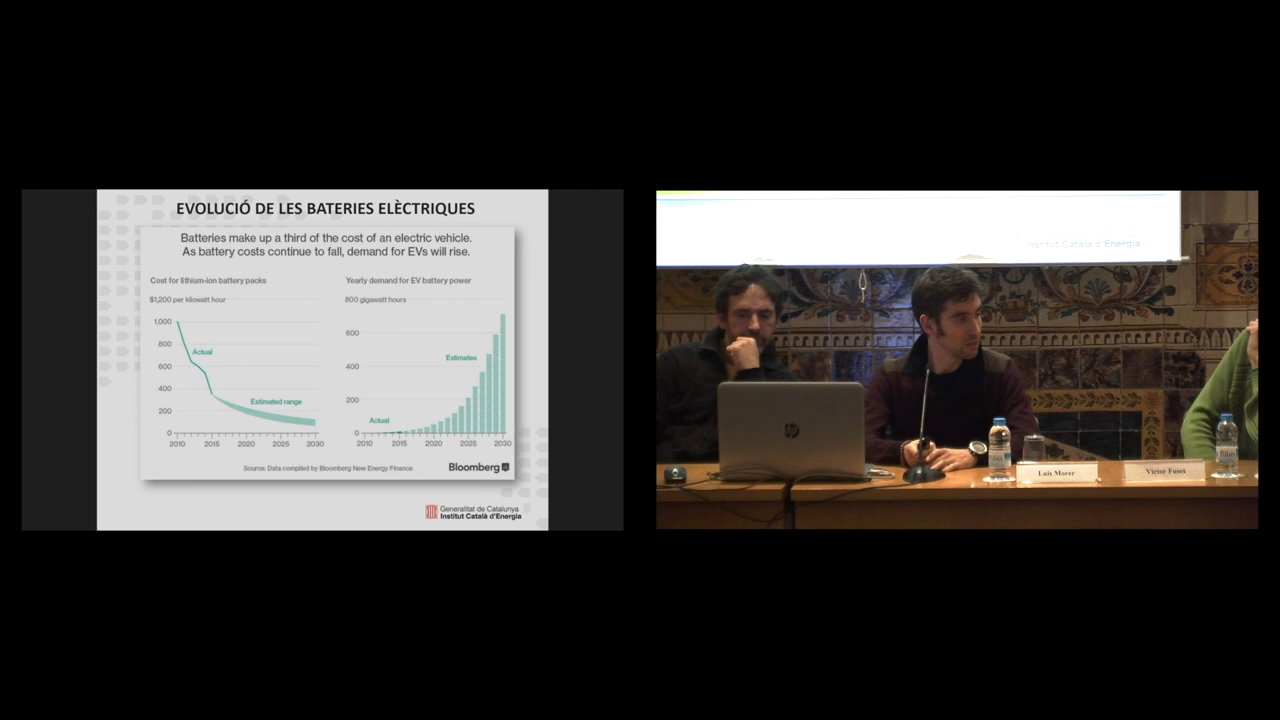 EVOLUCIÓ DE LES BATERIES ELÈCTRIQUES
Batteries make up a third of the cost of an electric vehicle.
As battery costs continue to fall, demand for EVs will rise.
Cost for lithium-ion battery packs
$1,200 per kilowatt hour
1,000
800
600
400
200
0
Actual
Estimated range
2010
2015
2020
2025
2030
Yearly demand for EV battery power
800 gigawatt hours
600
400
200
0
Estimates
Actual
2010
2015
2020
2025
2030
Source: Data compiled by Bloomberg New Energy Finance
Bloomberg
Generalitat de Catalunya
Institut Català d'Energia
Institut Català d'Energia
hp
Luis Morer
Víctor Fuses